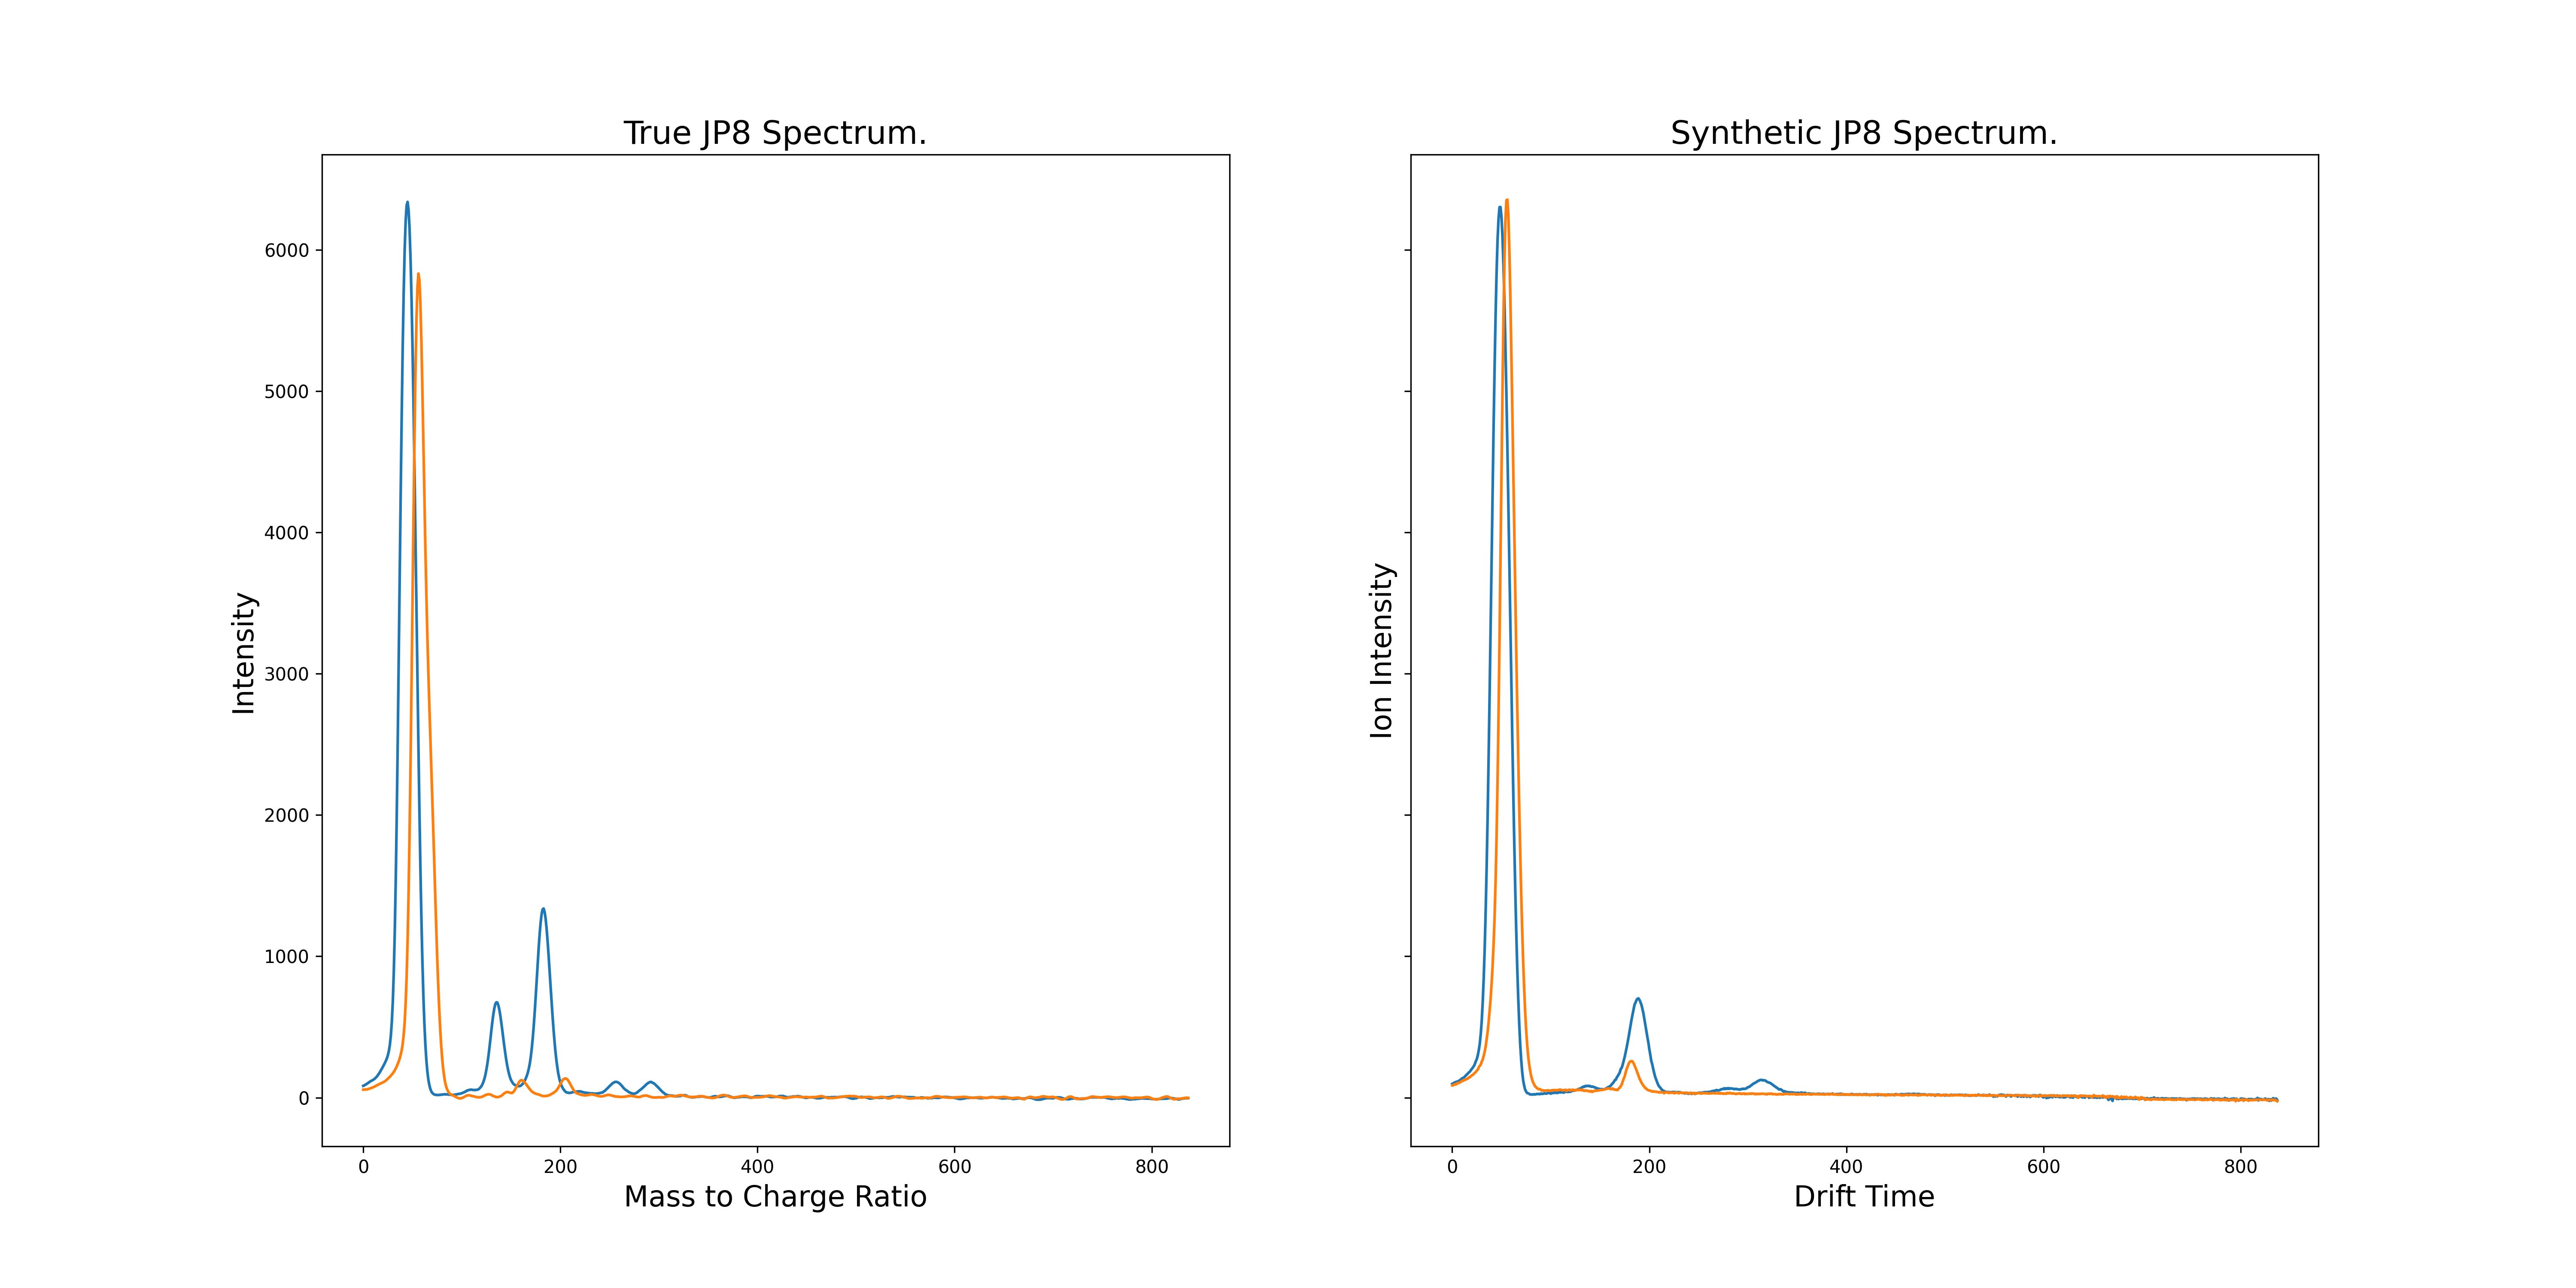 True JP8 Spectrum.
Intensity
6000
5000
4000
3000
2000
1000
0
0 200 400 600 800
Mass to Charge Ratio
Synthetic JP8 Spectrum.
Ion Intensity
0 200 400 600 800
Drift Time